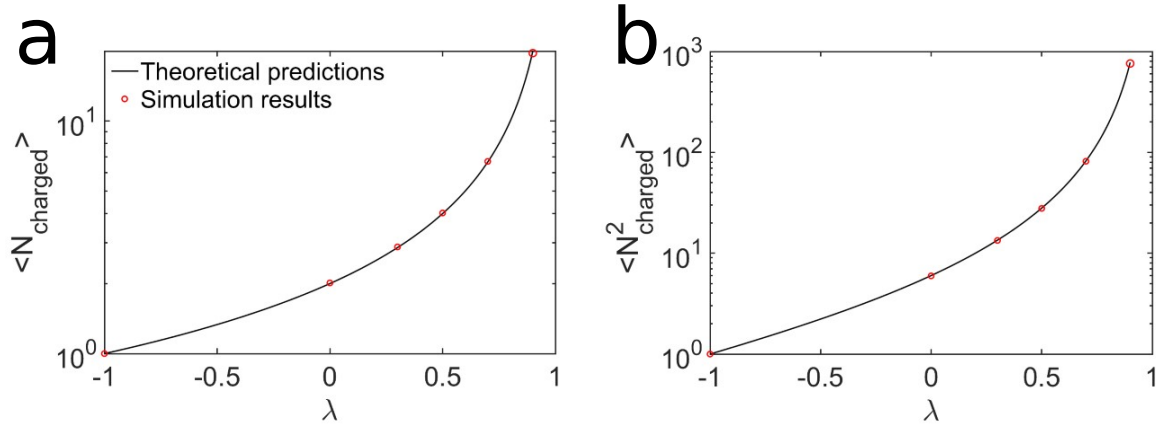 a
Theoretical predictions
Simulation results
10^1
10^0
<N_charged>
-1 -0.5 0 0.5 1
λ
b
10^3
10^2
10^1
10^0
<N^2_charged>
-1 -0.5 0 0.5 1
λ